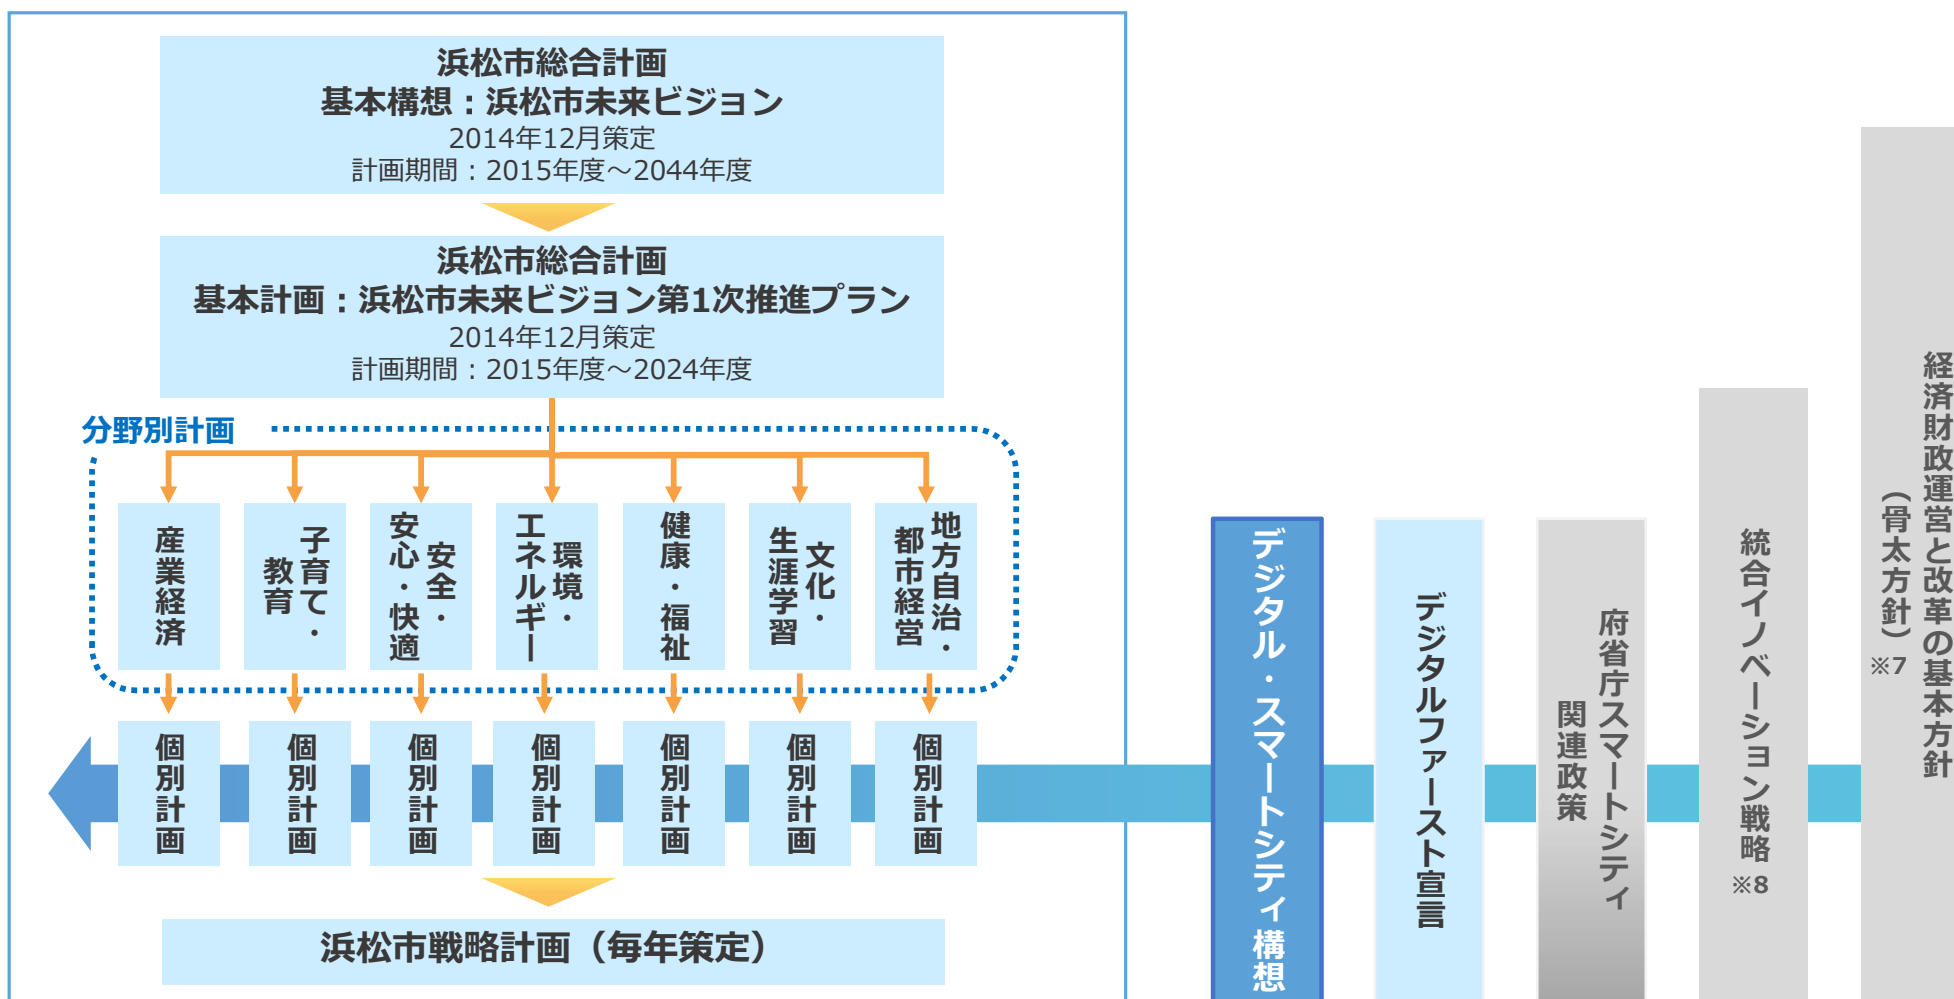 浜松市総合計画
基本構想：浜松市未来ビジョン
2014年12月策定
計画期間：2015年度～2044年度
浜松市総合計画
基本計画：浜松市未来ビジョン第1次推進プラン
2014年12月策定
計画期間：2015年度～2024年度
分野別計画
産業経済
子育て・
教育
安全・
安心・快適
環境・
エネルギー
健康・福祉
文化・
生涯学習
地方自治・
都市経営
個別計画
個別計画
個別計画
個別計画
個別計画
個別計画
個別計画
浜松市戦略計画（毎年策定）
デジタル・スマートシティ構想
デジタルファースト宣言
府省庁スマートシティ
関連政策
統合イノベーション戦略
※8
経済財政運営と改革の基本方針
（骨太方針）
※7